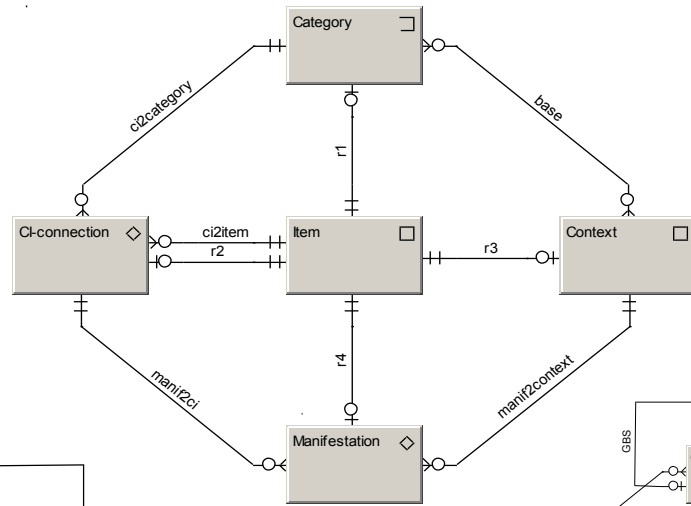 Category
ci2category
base
r1
CI-connection
ci2item
r2
Item
r3
Context
manif2ci
r4
manif2context
Manifestation
GBS